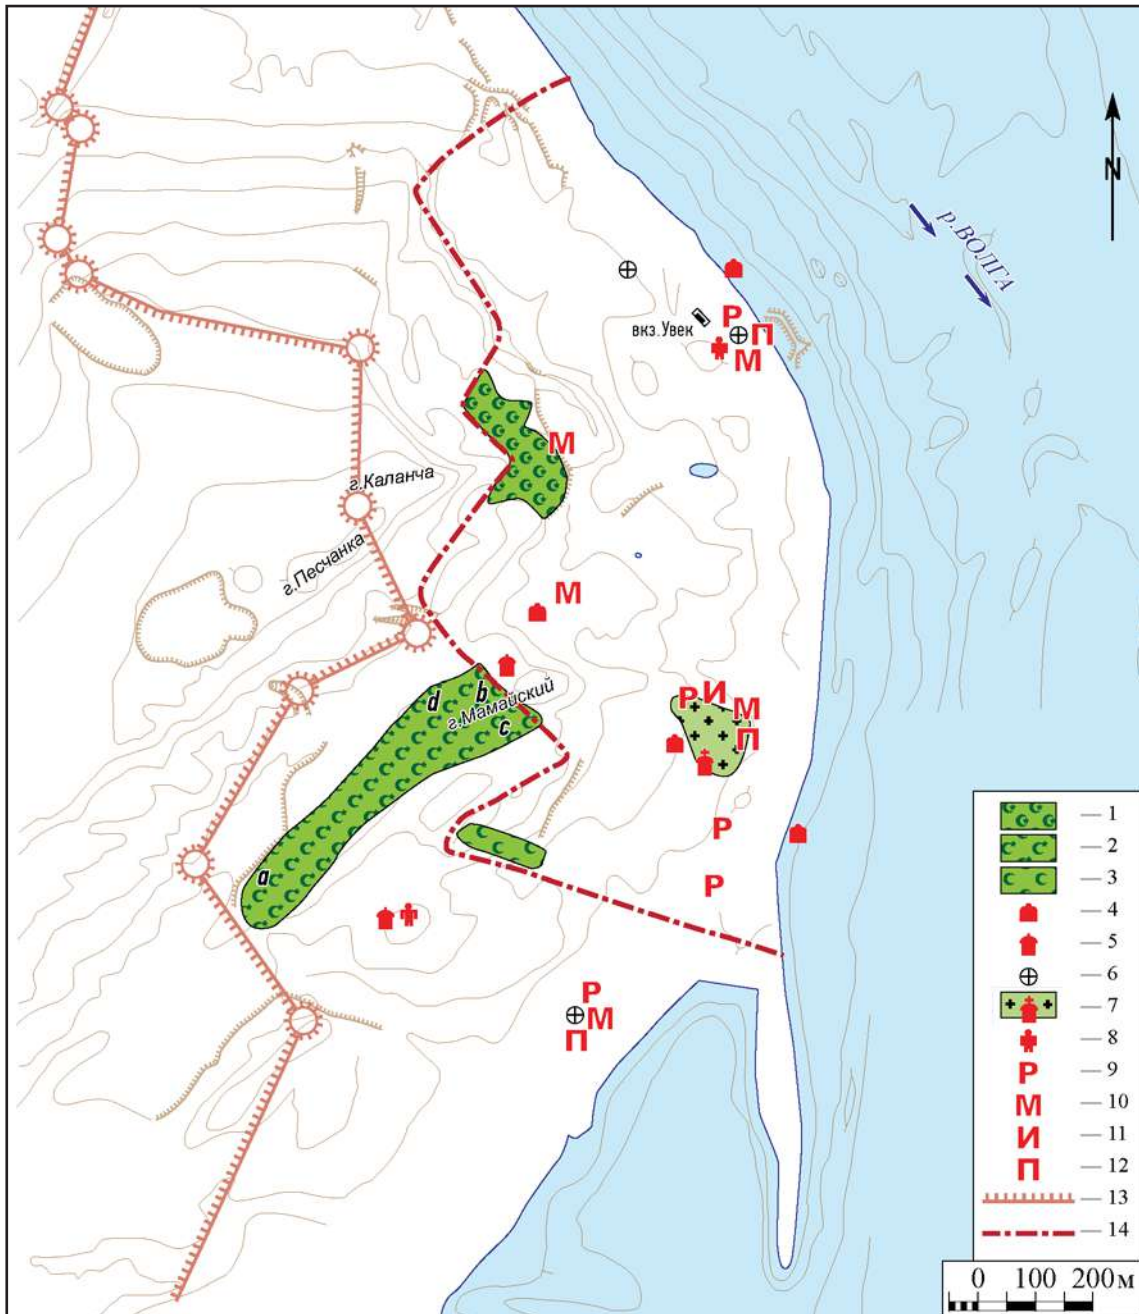 N
р.ВОЛГА
Р
вкз.Увек
П
М
М
г.Каланча
г.Песчанка
М
d
b
г.Мамайский
c
Р
И
М
П
Р
a
Р
Р
М
П
1
2
3
4
5
6
7
8
Р
9
М
10
И
11
П
12
13
14
0 100 200м